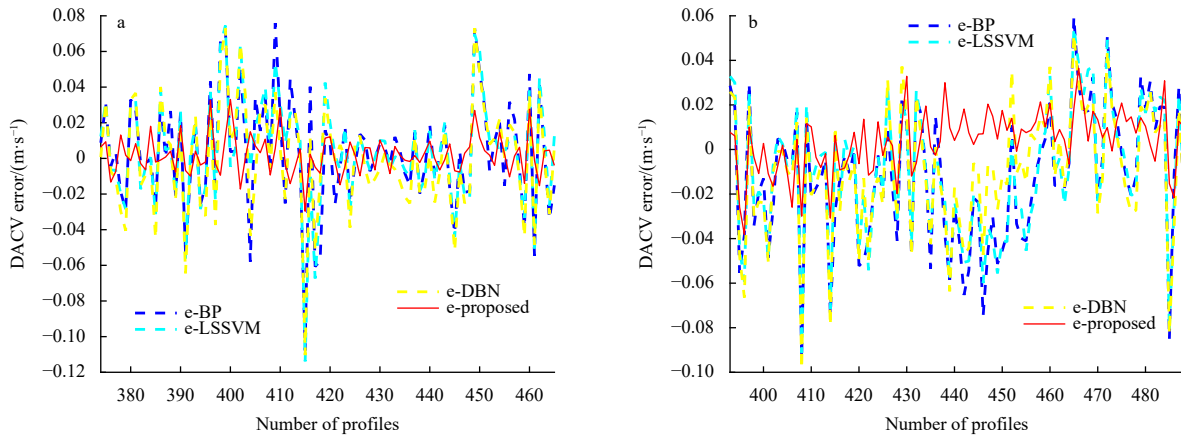 a
DACV error/(m·s⁻¹)
0.08
0.06
0.04
0.02
0
−0.02
−0.04
−0.06
−0.08
−0.10
−0.12
e-BP
e-LSSVM
e-DBN
e-proposed
380 390 400 410 420 430 440 450 460
Number of profiles
b
DACV error/(m·s⁻¹)
0.06
0.04
0.02
0
−0.02
−0.04
−0.06
−0.08
−0.10
e-BP
e-LSSVM
e-DBN
e-proposed
400 410 420 430 440 450 460 470 480
Number of profiles